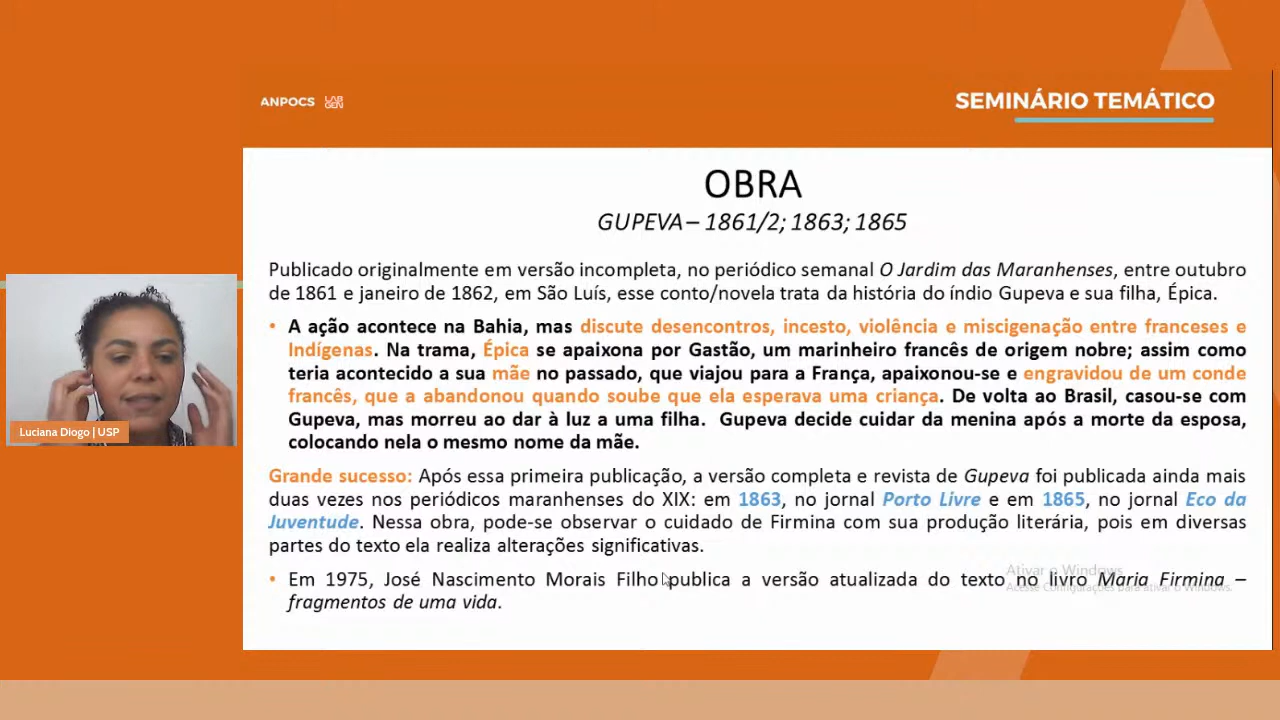 ANPOCS LAB GEN
SEMINÁRIO TEMÁTICO
OBRA
GUPEVA – 1861/2; 1863; 1865
Publicado originalmente em versão incompleta, no periódico semanal O Jardim das Maranhenses, entre outubro
de 1861 e janeiro de 1862, em São Luís, esse conto/novela trata da história do índio Gupeva e sua filha, Épica.
• A ação acontece na Bahia, mas discute desencontros, incesto, violência e miscigenação entre franceses e
Indígenas. Na trama, Épica se apaixona por Gastão, um marinheiro francês de origem nobre; assim como
teria acontecido a sua mãe no passado, que viajou para a França, apaixonou-se e engravidou de um conde
francês, que a abandonou quando soube que ela esperava uma criança. De volta ao Brasil, casou-se com
Gupeva, mas morreu ao dar à luz a uma filha. Gupeva decide cuidar da menina após a morte da esposa,
colocando nela o mesmo nome da mãe.
Grande sucesso: Após essa primeira publicação, a versão completa e revista de Gupeva foi publicada ainda mais
duas vezes nos periódicos maranhenses do XIX: em 1863, no jornal Porto Livre e em 1865, no jornal Eco da
Juventude. Nessa obra, pode-se observar o cuidado de Firmina com sua produção literária, pois em diversas
partes do texto ela realiza alterações significativas.
• Em 1975, José Nascimento Morais Filho publica a versão atualizada do texto no livro Maria Firmina –
fragmentos de uma vida.
Ativar o Windows
Acesse Configurações para ativar o Windows.
Luciana Diogo | USP